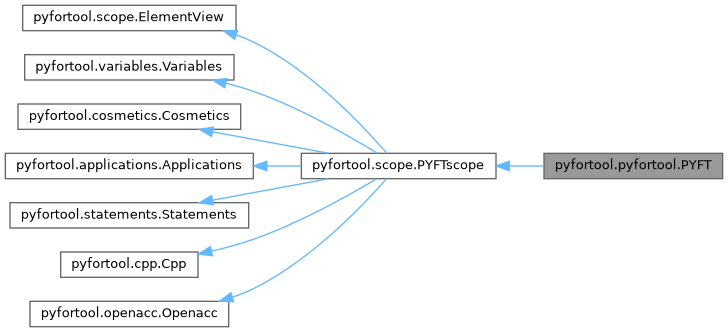 pyfortool.scope.ElementView
pyfortool.variables.Variables
pyfortool.cosmetics.Cosmetics
pyfortool.applications.Applications
pyfortool.scope.PYFTscope
pyfortool.pyfortool.PYFT
pyfortool.statements.Statements
pyfortool.cpp.Cpp
pyfortool.openacc.Openacc